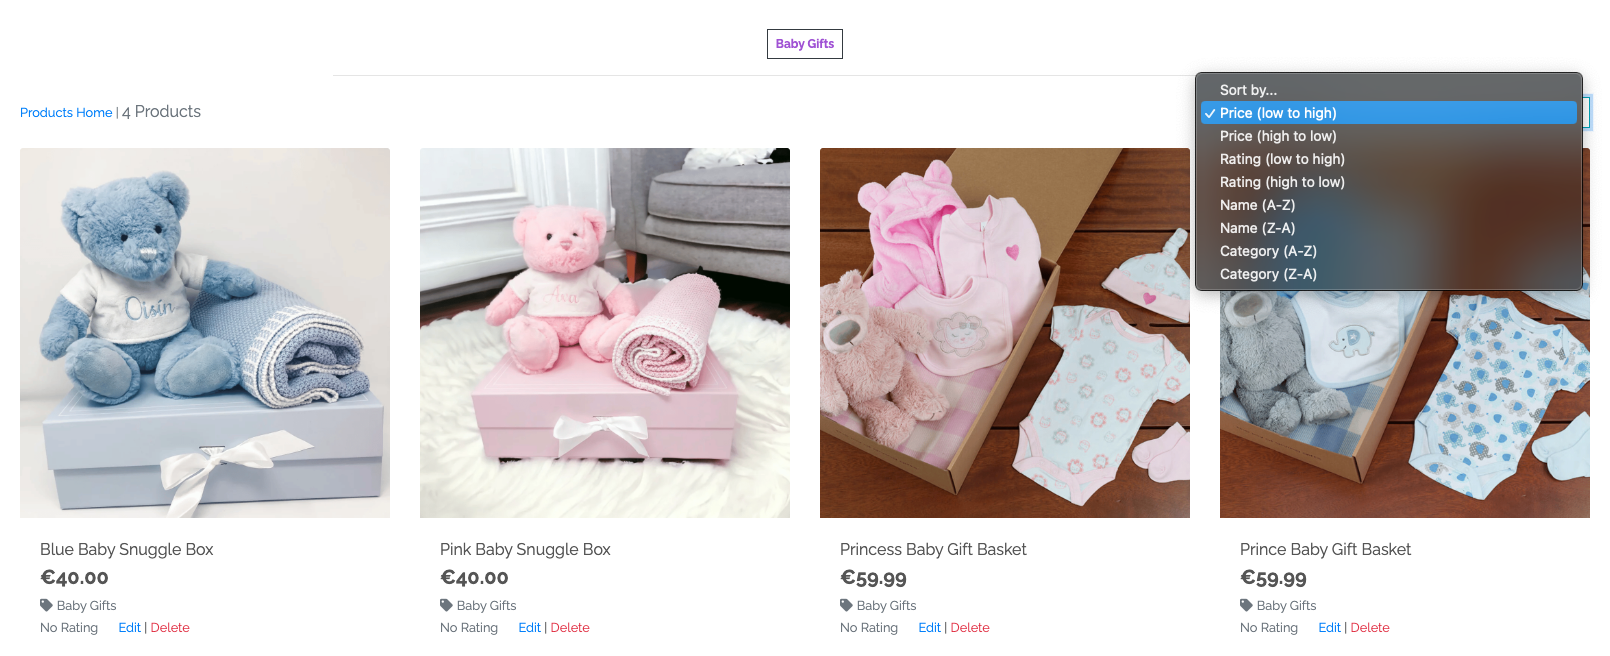 Baby Gifts
Products Home | 4 Products
Sort by...
✓ Price (low to high)
Price (high to low)
Rating (low to high)
Rating (high to low)
Name (A-Z)
Name (Z-A)
Category (A-Z)
Category (Z-A)
Oisín
Ava
Blue Baby Snuggle Box
€40.00
Baby Gifts
No Rating Edit | Delete
Pink Baby Snuggle Box
€40.00
Baby Gifts
No Rating Edit | Delete
Princess Baby Gift Basket
€59.99
Baby Gifts
No Rating Edit | Delete
Prince Baby Gift Basket
€59.99
Baby Gifts
No Rating Edit | Delete